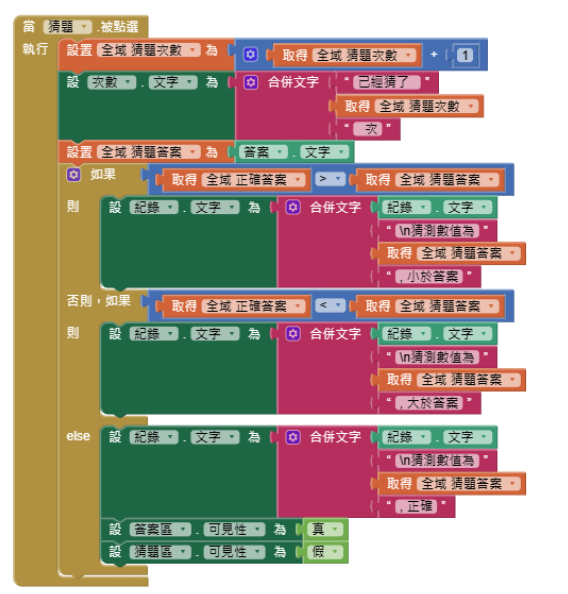 當 猜題 .被點選
執行 設置 全域 猜題次數 為 取得 全域 猜題次數 + 1
設 次數 . 文字 為 合併文字 " 已經猜了 "
取得 全域 猜題次數
" 次 "
設置 全域 猜題答案 為 答案 . 文字
如果 取得 全域 正確答案 > 取得 全域 猜題答案
則 設 紀錄 . 文字 為 合併文字 紀錄 . 文字
" \n猜測數值為 "
取得 全域 猜題答案
" , 小於答案 "
否則,如果 取得 全域 正確答案 < 取得 全域 猜題答案
則 設 紀錄 . 文字 為 合併文字 紀錄 . 文字
" \n猜測數值為 "
取得 全域 猜題答案
" , 大於答案 "
else 設 紀錄 . 文字 為 合併文字 紀錄 . 文字
" \n猜測數值為 "
取得 全域 猜題答案
" , 正確 "
設 答案區 . 可見性 為 真
設 猜題區 . 可見性 為 假